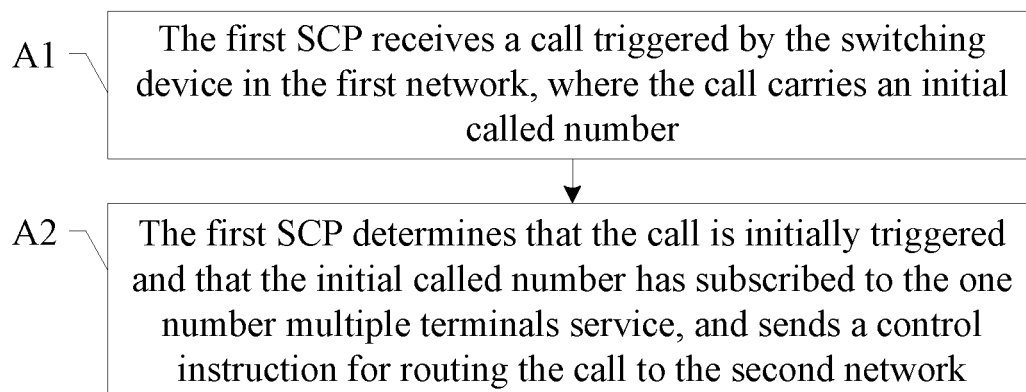 A1
The first SCP receives a call triggered by the switching
device in the first network, where the call carries an initial
called number
A2
The first SCP determines that the call is initially triggered
and that the initial called number has subscribed to the one
number multiple terminals service, and sends a control
instruction for routing the call to the second network